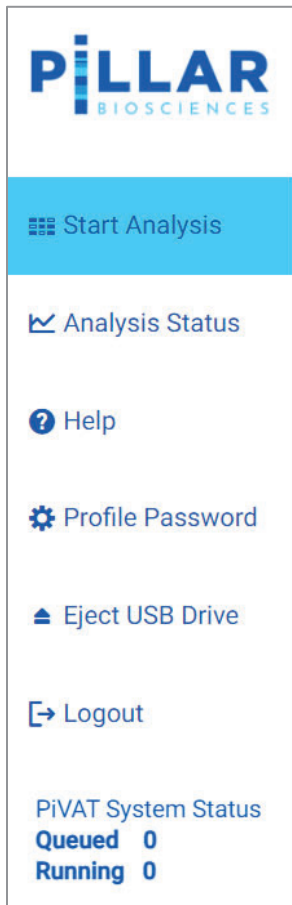 PiLLAR
BIOSCIENCES
Start Analysis
Analysis Status
Help
Profile Password
Eject USB Drive
Logout
PiVAT System Status
Queued 0
Running 0